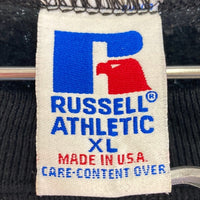 RUSSELL®
ATHLETIC
XL
MADE IN U.S.A.
CARE-CONTENT OVER